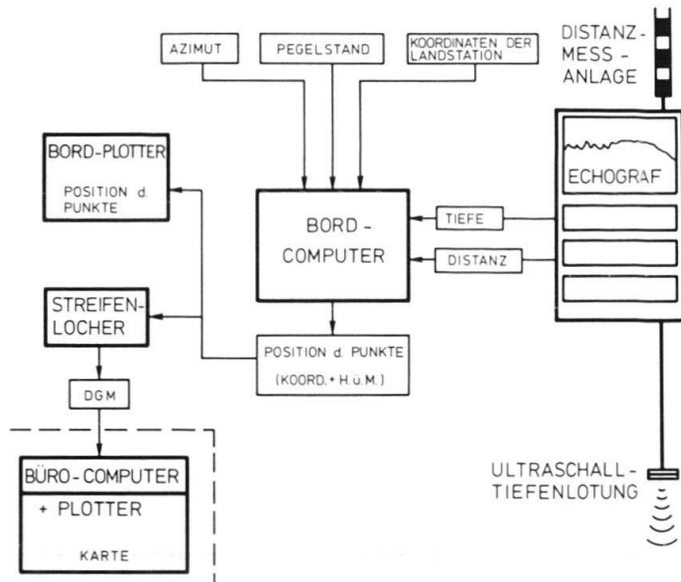 AZIMUT
PEGELSTAND
KOORDINATEN DER
LANDSTATION
DISTANZ-
MESS-
ANLAGE
BORD-PLOTTER
POSITION d.
PUNKTE
ECHOGRAF
BORD-
COMPUTER
TIEFE
DISTANZ
STREIFEN-
LOCHER
POSITION d. PUNKTE
(KOORD.+ H.ü.M.)
DGM
BÜRO-COMPUTER
+ PLOTTER
KARTE
ULTRASCHALL-
TIEFENLOTUNG